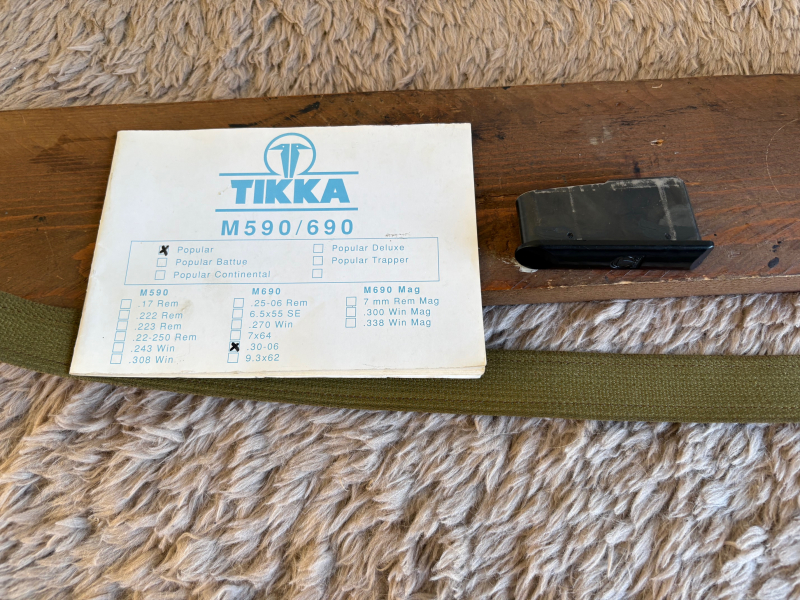 TIKKA
M590/690
Popular Popular Deluxe
Popular Battue Popular Trapper
Popular Continental
M590 M690 M690 Mag
.17 Rem .25-06 Rem 7 mm Rem Mag
.222 Rem 6.5x55 SE .300 Win Mag
.223 Rem .270 Win .338 Win Mag
22-250 Rem 7x64
.243 Win .30-06
.308 Win 9.3x62